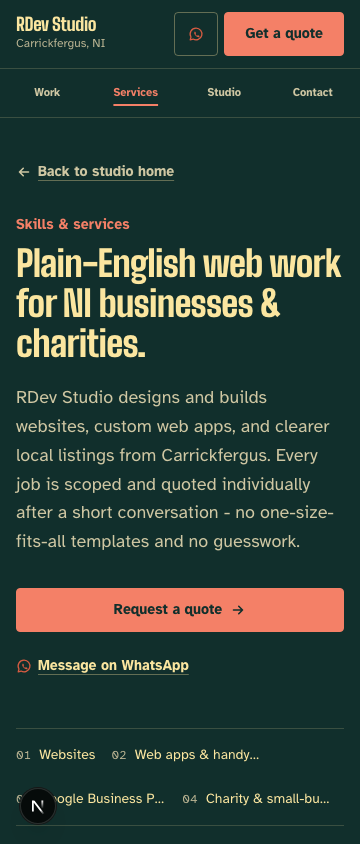 RDev Studio
Carrickfergus, NI
Get a quote
Work
Services
Studio
Contact
← Back to studio home
Skills & services
Plain-English web work
for NI businesses &
charities.
RDev Studio designs and builds
websites, custom web apps, and clearer
local listings from Carrickfergus. Every
job is scoped and quoted individually
after a short conversation - no one-size-
fits-all templates and no guesswork.
Request a quote →
Message on WhatsApp
01 Websites 02 Web apps & handy…
Business P… 04 Charity & small-bu…
N